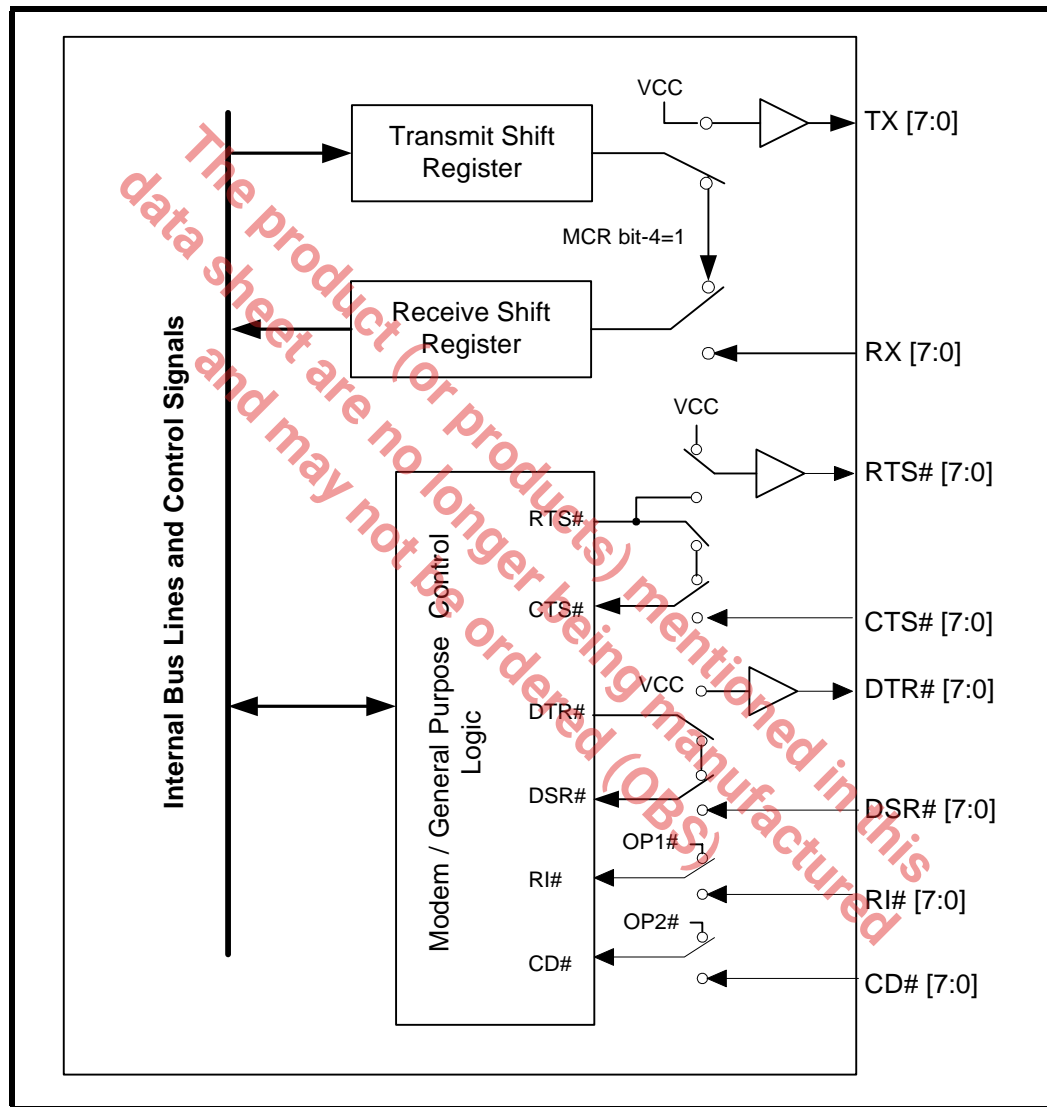 VCC
TX [7:0]
Transmit Shift
Register
MCR bit-4=1
Receive Shift
Register
RX [7:0]
Internal Bus Lines and Control Signals
VCC
RTS# [7:0]
Modem / General Purpose Control
Logic
RTS#
CTS#
CTS# [7:0]
VCC
DTR# [7:0]
DTR#
DSR#
DSR# [7:0]
OP1#
RI#
RI# [7:0]
OP2#
CD#
CD# [7:0]
The product (or products) mentioned in this
data sheet are no longer being manufactured
and may not be ordered (OBS)